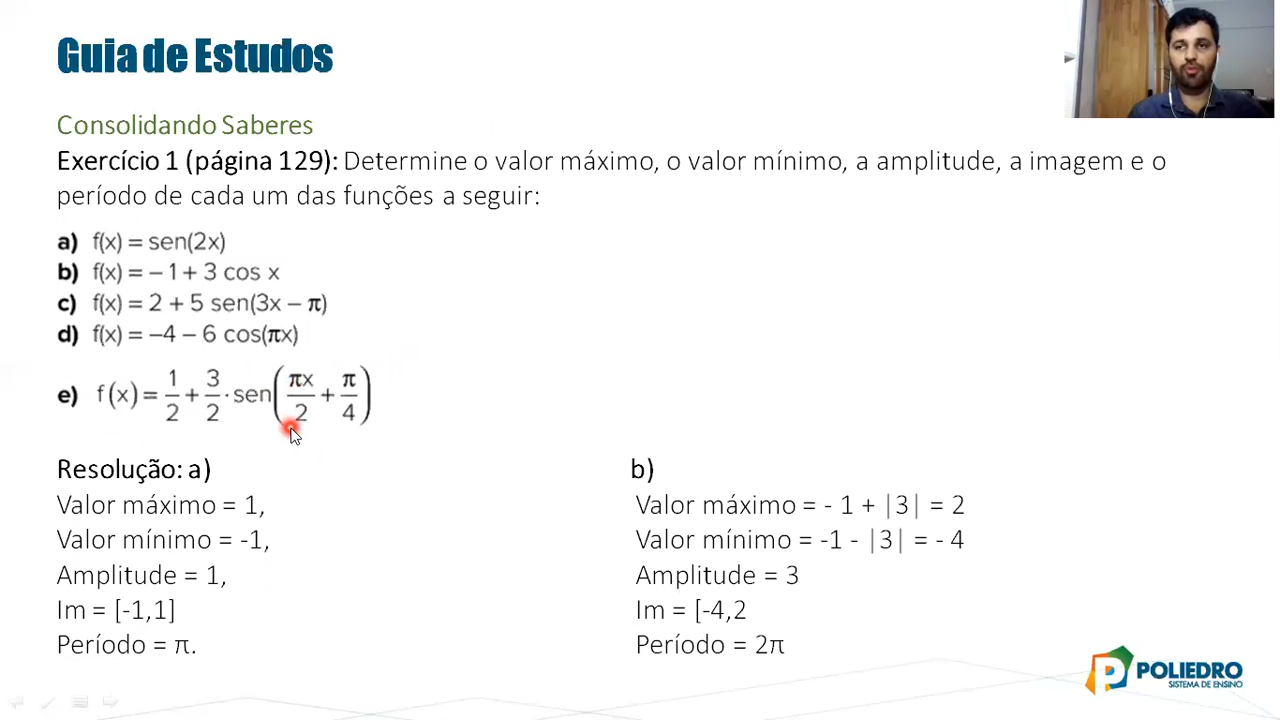 Guia de Estudos
Consolidando Saberes
Exercício 1 (página 129): Determine o valor máximo, o valor mínimo, a amplitude, a imagem e o
período de cada um das funções a seguir:
a) f(x) = sen(2x)
b) f(x) = – 1 + 3 cos x
c) f(x) = 2 + 5 sen(3x – π)
d) f(x) = –4 – 6 cos(πx)
e) f(x) = 1/2 + 3/2 · sen(πx/2 + π/4)
Resolução: a)
Valor máximo = 1,
Valor mínimo = -1,
Amplitude = 1,
Im = [-1,1]
Período = π.
b)
Valor máximo = - 1 + |3| = 2
Valor mínimo = -1 - |3| = - 4
Amplitude = 3
Im = [-4,2
Período = 2π
POLIEDRO
SISTEMA DE ENSINO